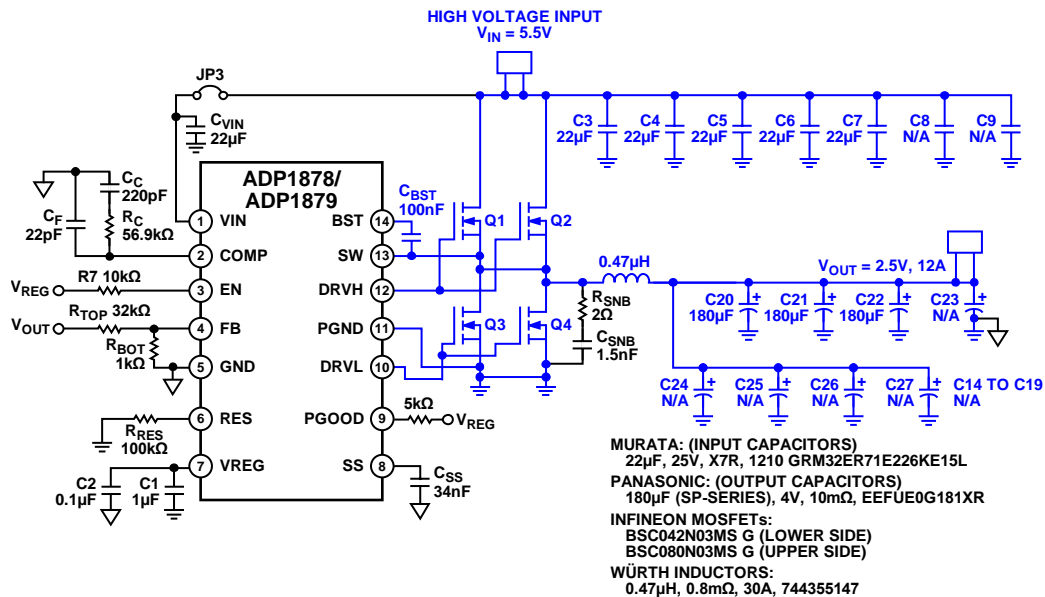 HIGH VOLTAGE INPUT
VIN = 5.5V
JP3
CVIN
22µF
C3
22µF
C4
22µF
C5
22µF
C6
22µF
C7
22µF
C8
N/A
C9
N/A
CC
220pF
CF
22pF
RC
56.9kΩ
ADP1878/
ADP1879
CBST
100nF
Q1
Q2
1 VIN
BST 14
2 COMP
SW 13
VREG
R7 10kΩ
3 EN
DRVH 12
VOUT
RTOP 32kΩ
4 FB
PGND 11
RBOT
1kΩ
5 GND
DRVL 10
RRES
100kΩ
6 RES
PGOOD 9
5kΩ
VREG
7 VREG
SS 8
C2
0.1µF
C1
1µF
CSS
34nF
Q3
Q4
0.47µH
RSNB
2Ω
CSNB
1.5nF
VOUT = 2.5V, 12A
C20
180µF
+
C21
180µF
+
C22
180µF
+
C23
N/A
+
C24
N/A
+
C25
N/A
+
C26
N/A
+
C27
N/A
+
C14 TO C19
N/A
MURATA: (INPUT CAPACITORS)
22µF, 25V, X7R, 1210 GRM32ER71E226KE15L
PANASONIC: (OUTPUT CAPACITORS)
180µF (SP-SERIES), 4V, 10mΩ, EEFUE0G181XR
INFINEON MOSFETs:
BSC042N03MS G (LOWER SIDE)
BSC080N03MS G (UPPER SIDE)
WÜRTH INDUCTORS:
0.47µH, 0.8mΩ, 30A, 744355147